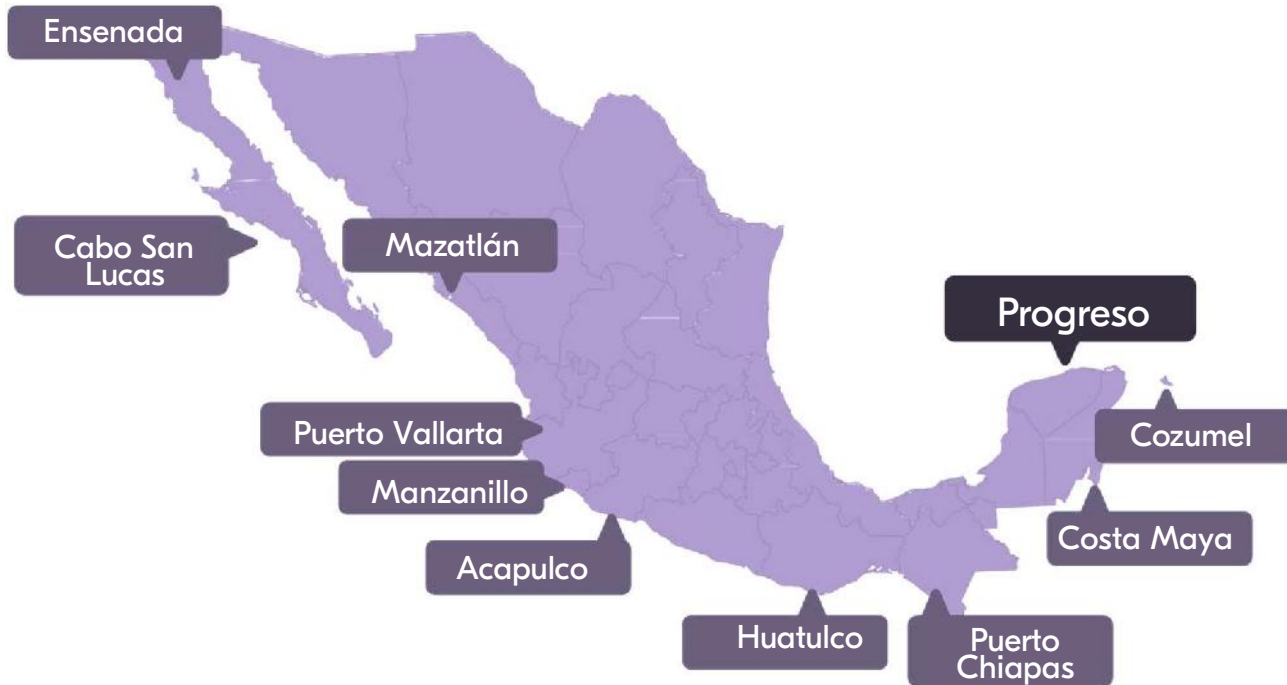 Ensenada
Cabo San
Lucas
Mazatlán
Progreso
Puerto Vallarta
Cozumel
Manzanillo
Costa Maya
Acapulco
Huatulco
Puerto
Chiapas